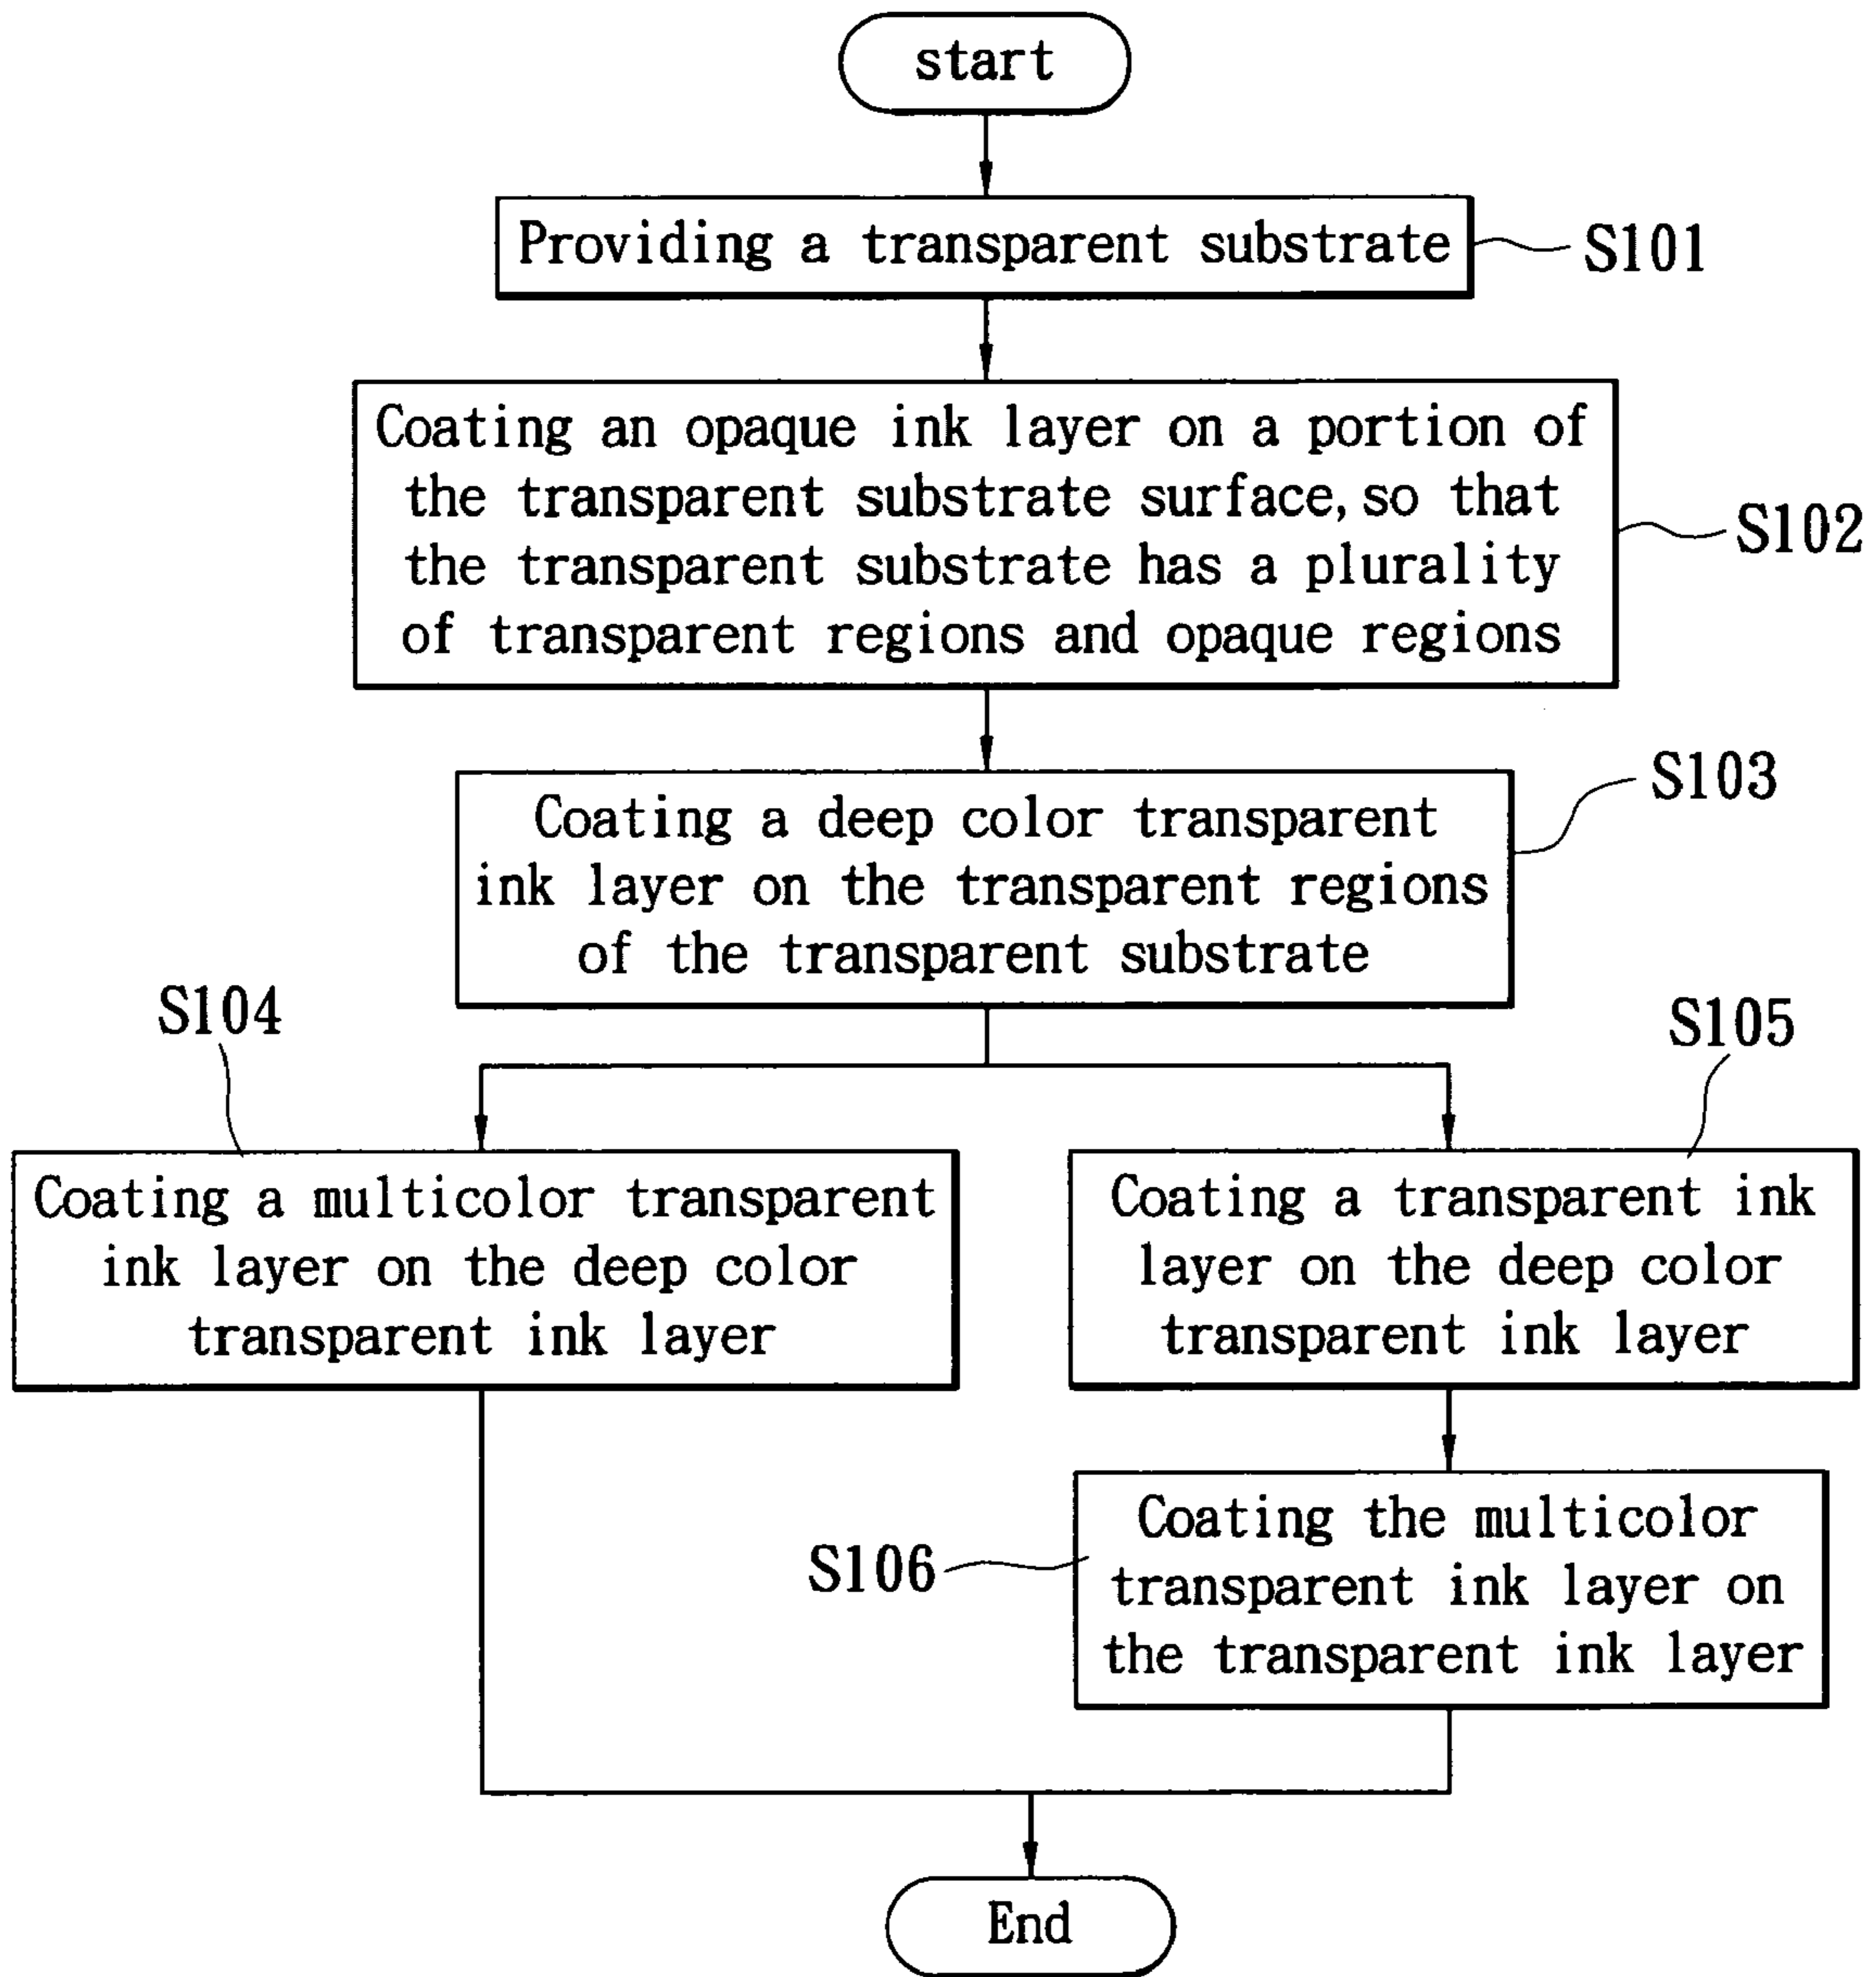 start
Providing a transparent substrate
S101
Coating an opaque ink layer on a portion of
the transparent substrate surface, so that
the transparent substrate has a plurality
of transparent regions and opaque regions
S102
Coating a deep color transparent
ink layer on the transparent regions
of the transparent substrate
S103
S104
Coating a multicolor transparent
ink layer on the deep color
transparent ink layer
S105
Coating a transparent ink
layer on the deep color
transparent ink layer
S106
Coating the multicolor
transparent ink layer on
the transparent ink layer
End